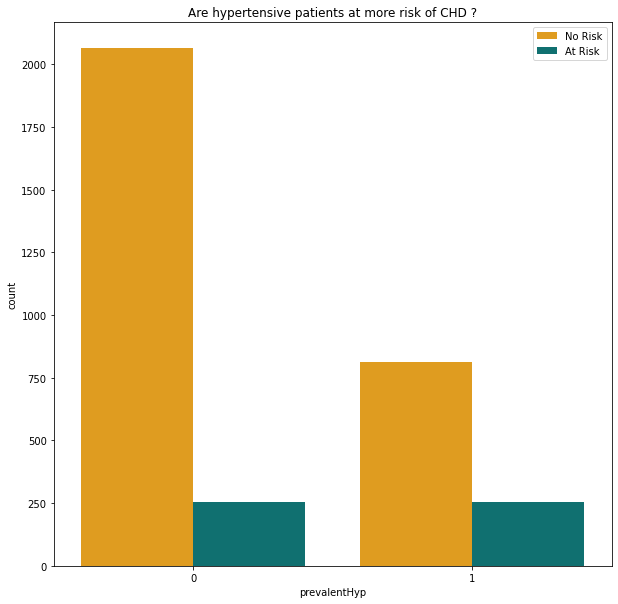 Are hypertensive patients at more risk of CHD ?
No Risk
At Risk
2000
1750
1500
1250
1000
750
500
250
0
count
0
1
prevalentHyp